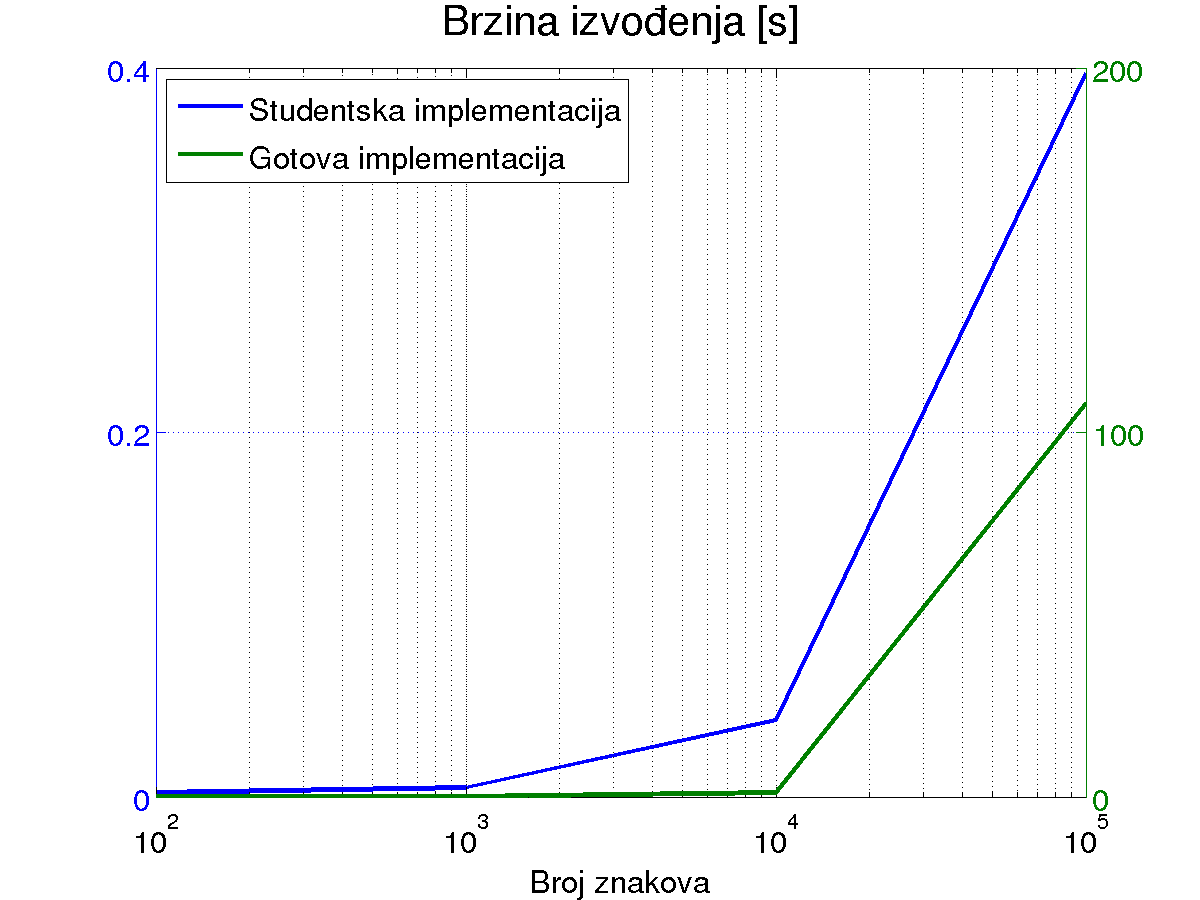 Brzina izvođenja [s]
0.4
200
Studentska implementacija
Gotova implementacija
0.2
100
0
0
10^2
10^3
10^4
10^5
Broj znakova